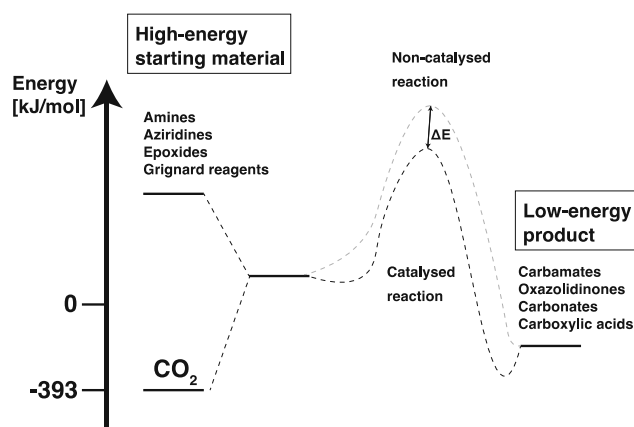 High-energy
starting material
Energy
[kJ/mol]
Amines
Aziridines
Epoxides
Grignard reagents
Non-catalysed
reaction
ΔE
Low-energy
product
Catalysed
reaction
Carbamates
Oxazolidinones
Carbonates
Carboxylic acids
0
CO₂
-393